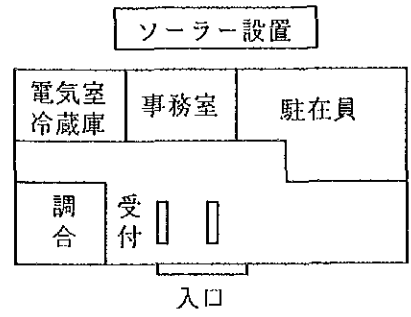 ソーラー設置
電気室
冷蔵庫
事務室
駐在員
調合
受付
入口